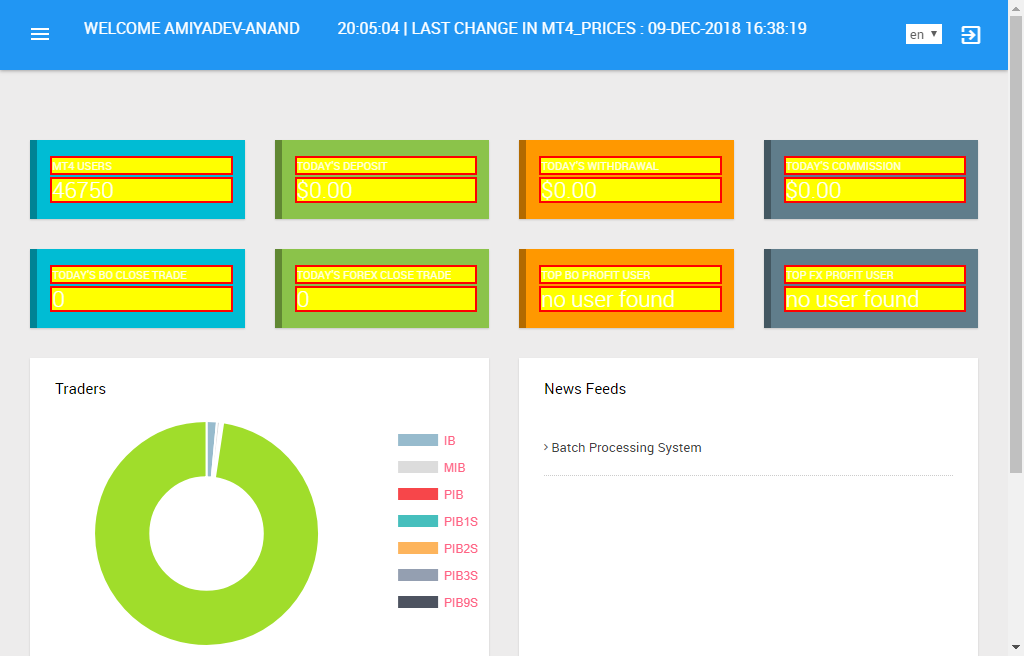 WELCOME AMIYADEV-ANAND
20:05:04 | LAST CHANGE IN MT4_PRICES : 09-DEC-2018 16:38:19
en
MT4 USERS
46750
TODAY'S DEPOSIT
$0.00
TODAY'S WITHDRAWAL
$0.00
TODAY'S COMMISSION
$0.00
TODAY'S BO CLOSE TRADE
0
TODAY'S FOREX CLOSE TRADE
0
TOP BO PROFIT USER
no user found
TOP FX PROFIT USER
no user found
Traders
IB
MIB
PIB
PIB1S
PIB2S
PIB3S
PIB9S
News Feeds
Batch Processing System